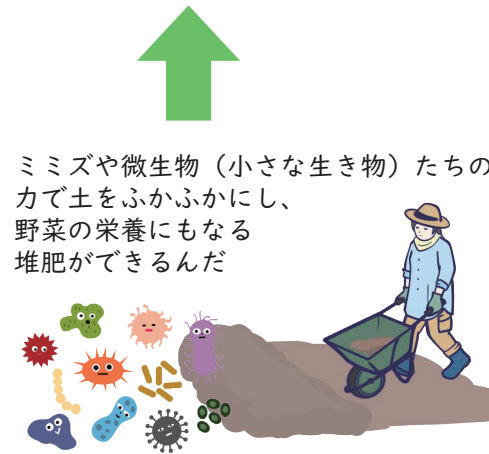 ミミズや微生物（小さな生き物）たちの
力で土をふかふかにし、
野菜の栄養にもなる
堆肥ができるんだ